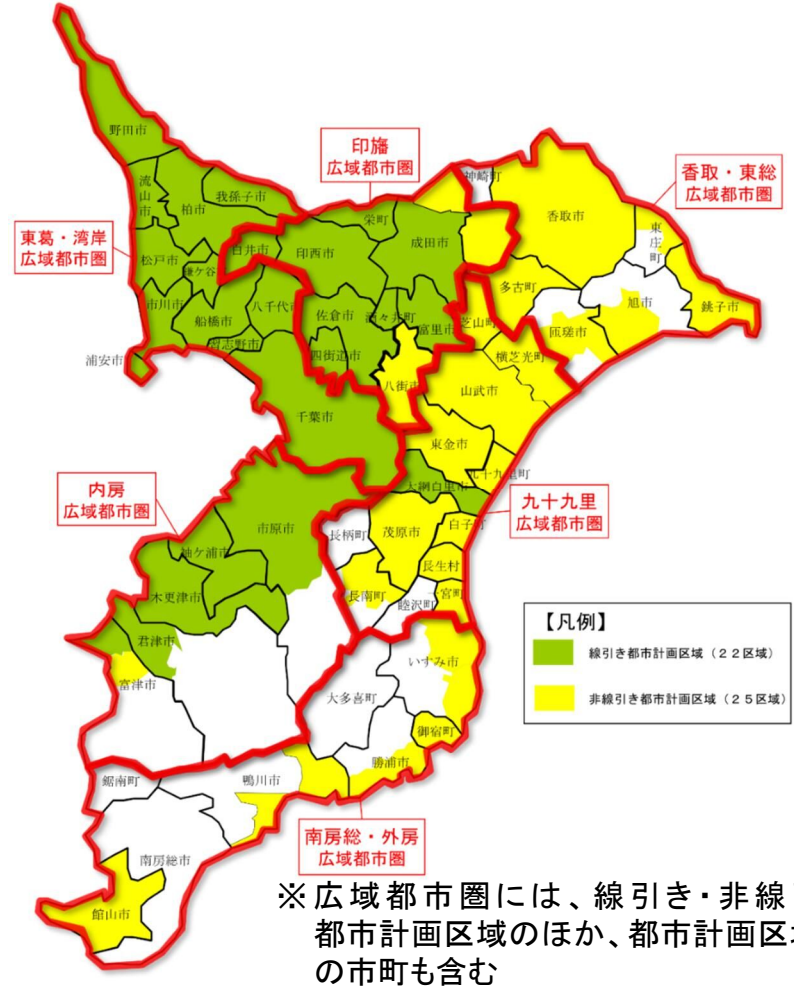 野田市
流山市
柏市
我孫子市
東葛・湾岸
広域都市圏
松戸市
鎌ケ谷
市川市
船橋市
八千代市
習志野市
浦安市
千葉市
印旛
広域都市圏
白井市
印西市
栄町
成田市
佐倉市
酒々井町
富里市
四街道市
八街市
香取・東総
広域都市圏
神崎町
香取市
東庄町
多古町
旭市
銚子市
匝瑳市
芝山町
横芝光町
山武市
東金市
九十九里町
大網白里市
九十九里
広域都市圏
長柄町
茂原市
白子町
長生村
長南町
睦沢町
一宮町
内房
広域都市圏
市原市
袖ケ浦市
木更津市
君津市
富津市
【凡例】
線引き都市計画区域（２２区域）
非線引き都市計画区域（２５区域）
いすみ市
大多喜町
御宿町
勝浦市
鴨川市
鋸南町
南房総市
館山市
南房総・外房
広域都市圏
※広域都市圏には、線引き・非線
都市計画区域のほか、都市計画区
の市町も含む